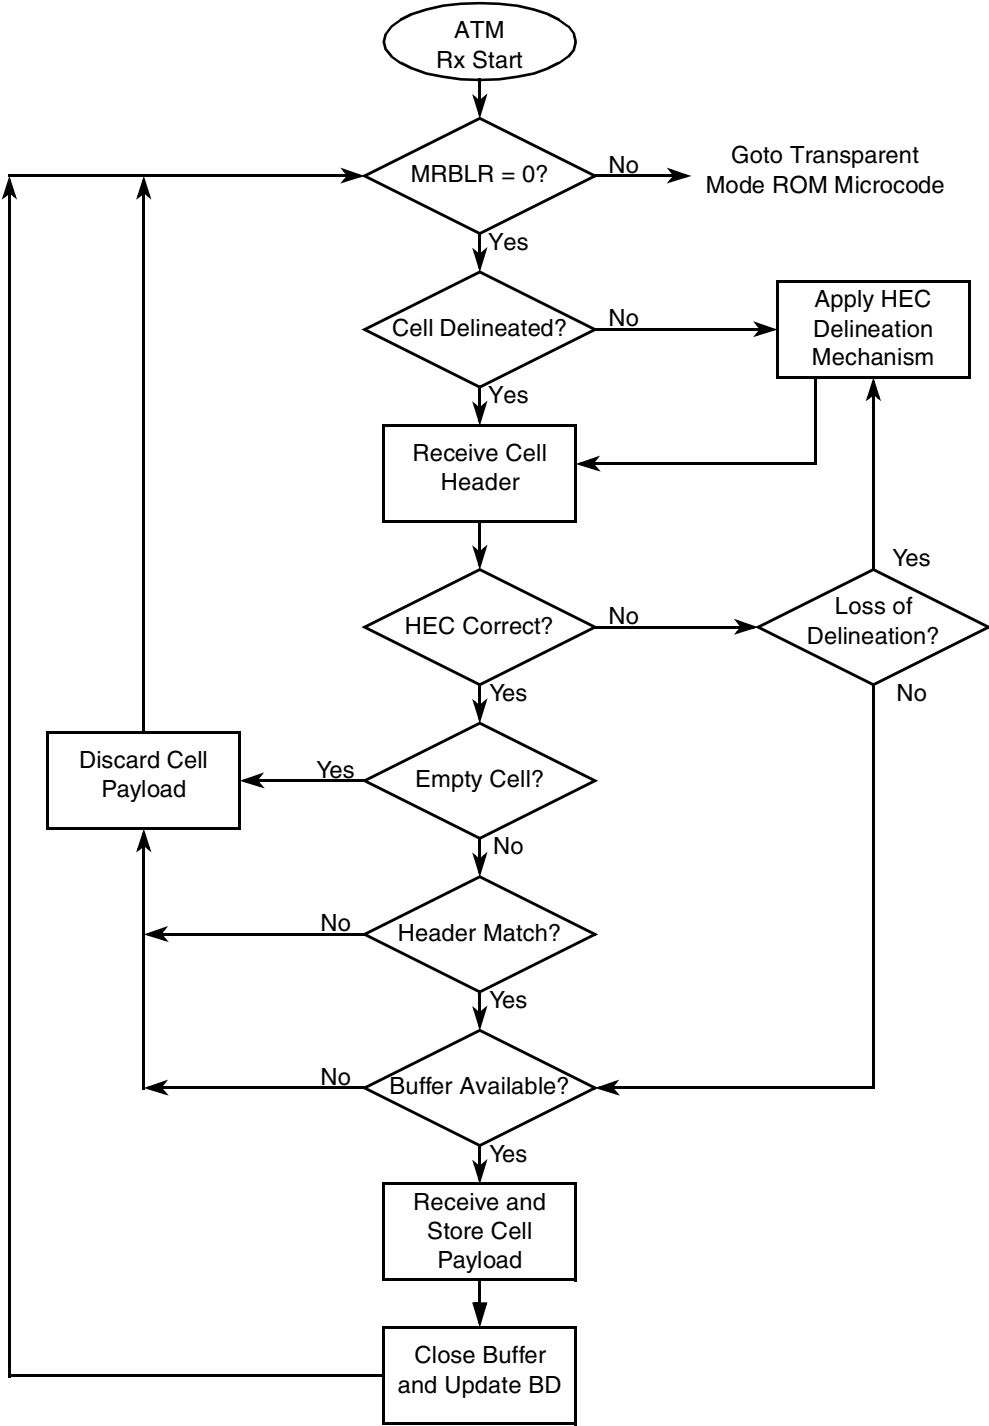 ATM
Rx Start
MRBLR = 0?
No
Goto Transparent
Mode ROM Microcode
Yes
Cell Delineated?
No
Apply HEC
Delineation
Mechanism
Yes
Receive Cell
Header
HEC Correct?
No
Yes
Loss of
Delineation?
No
Yes
Empty Cell?
Yes
Discard Cell
Payload
No
Header Match?
No
Yes
Buffer Available?
No
Yes
Receive and
Store Cell
Payload
Close Buffer
and Update BD